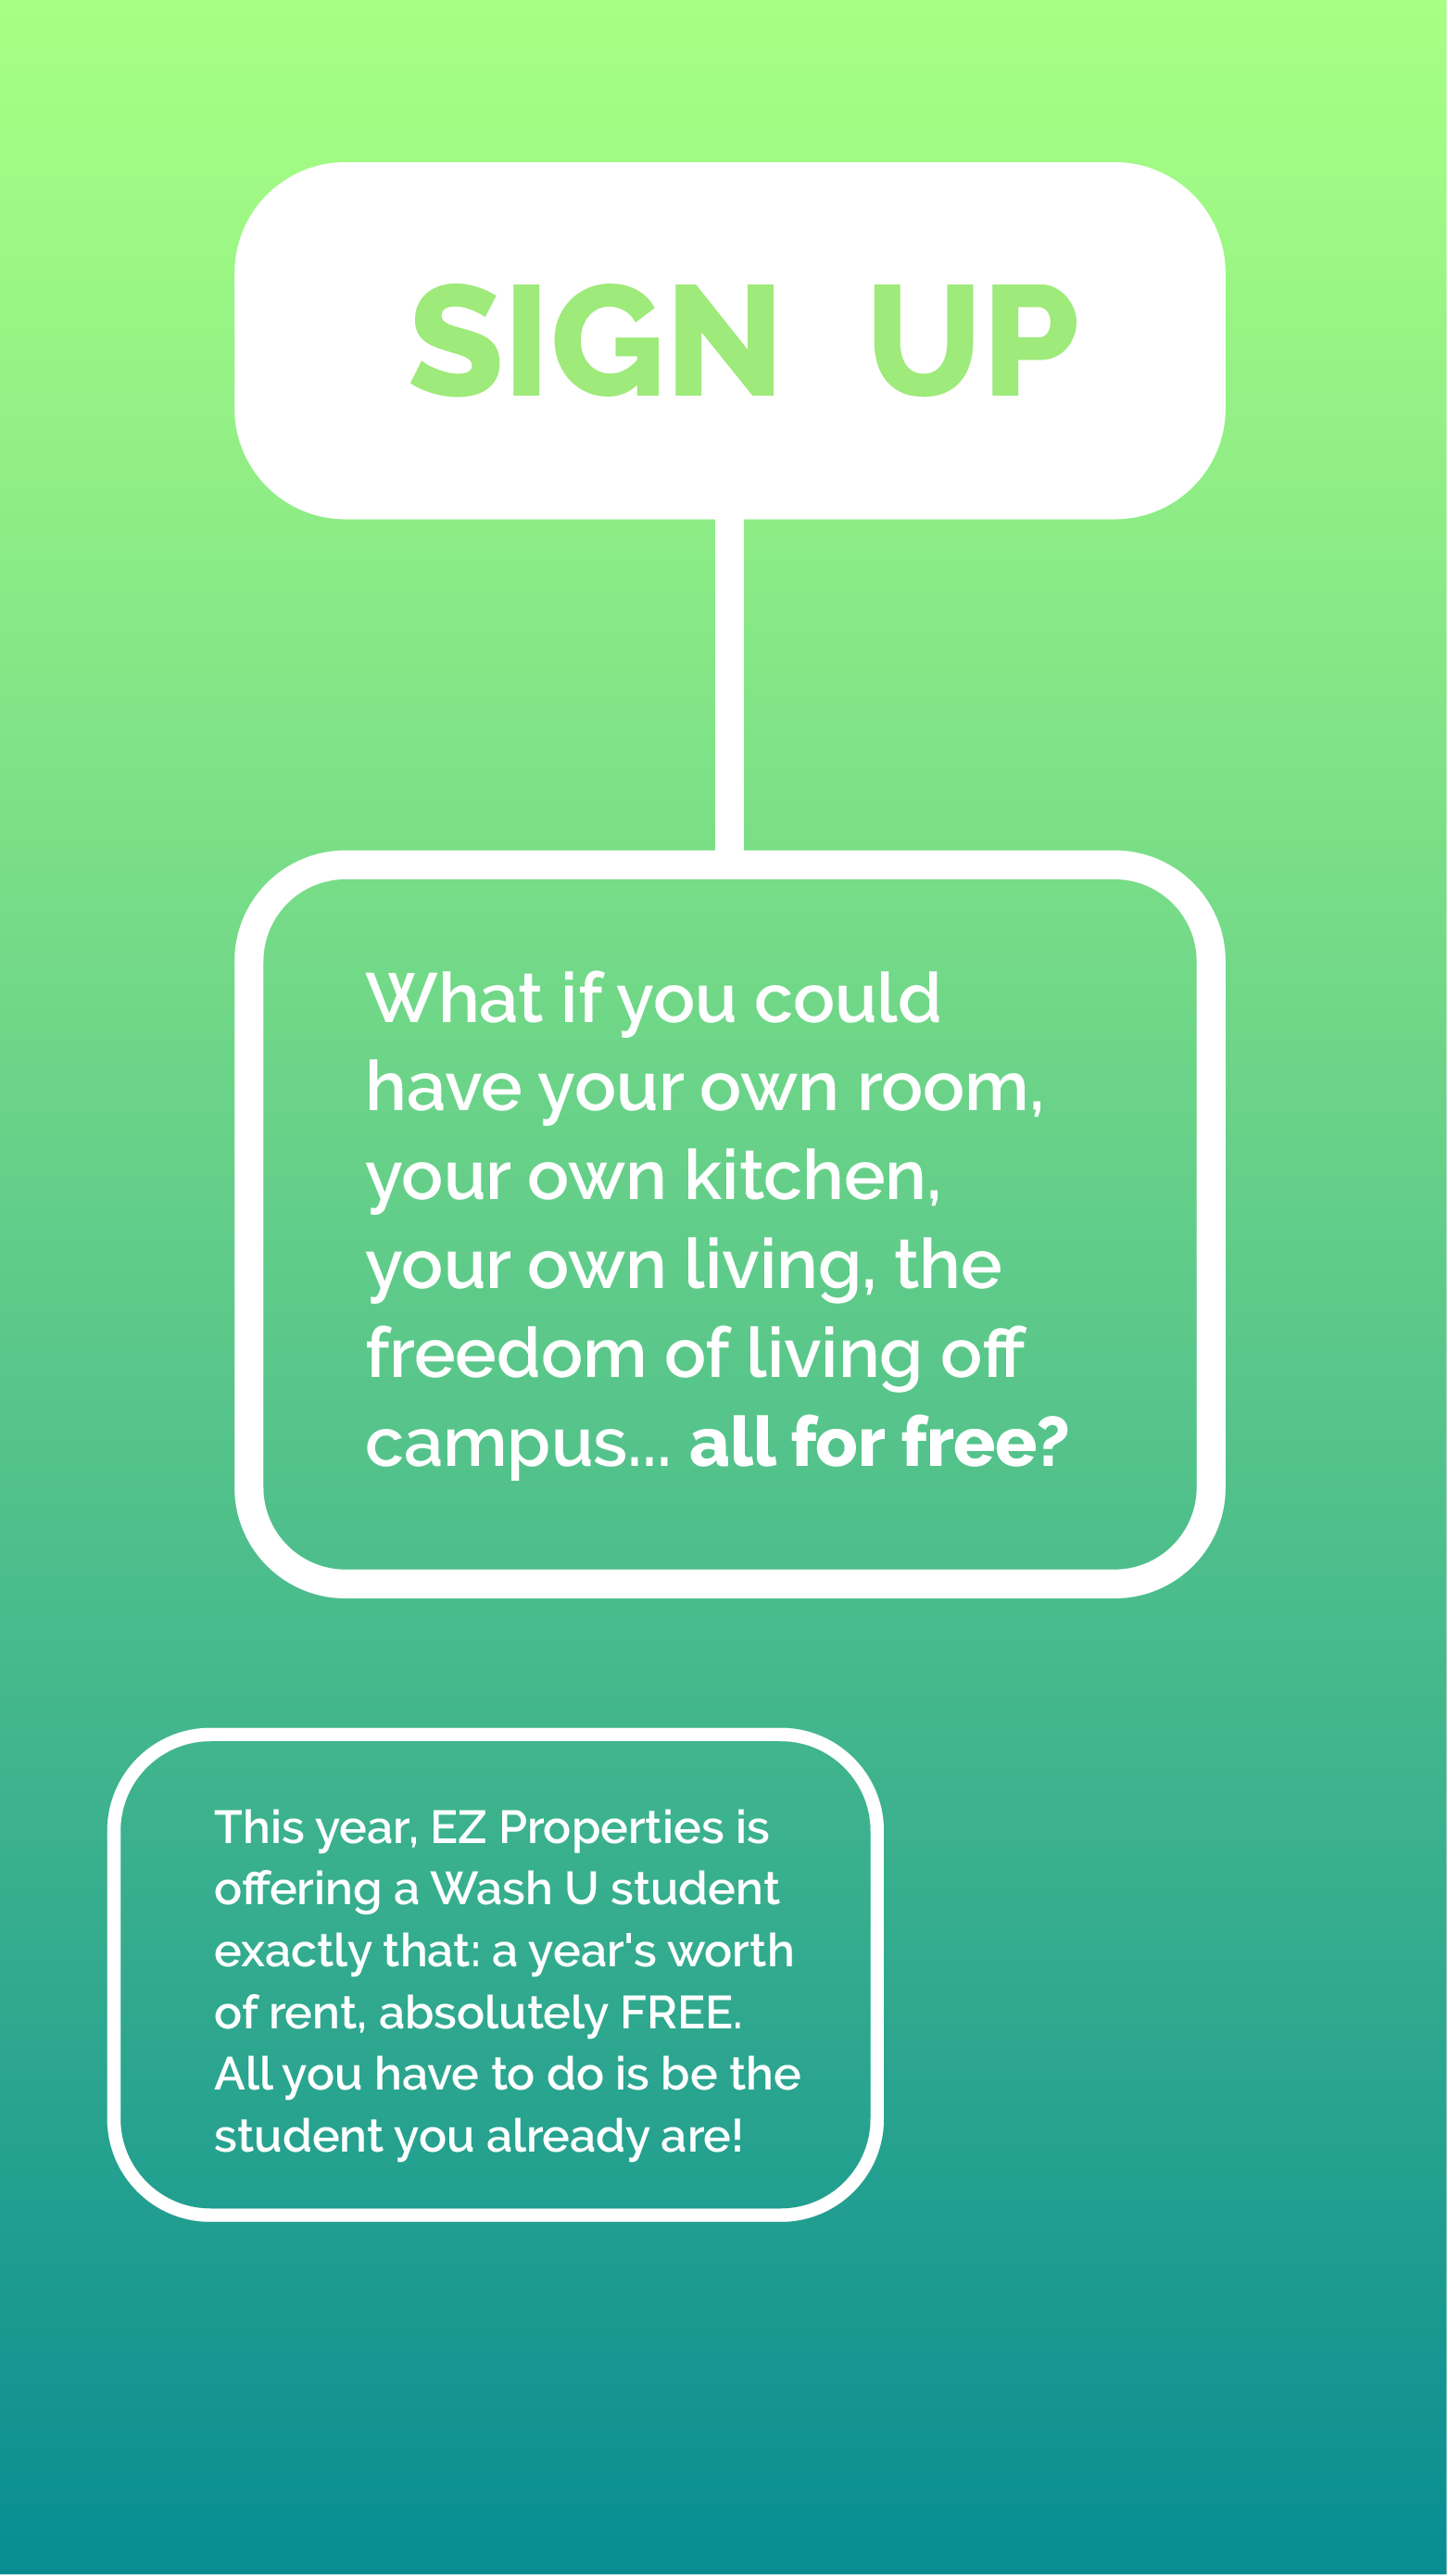 SIGN UP
What if you could
have your own room,
your own kitchen,
your own living, the
freedom of living off
campus... all for free?
This year, EZ Properties is
offering a Wash U student
exactly that: a year's worth
of rent, absolutely FREE.
All you have to do is be the
student you already are!